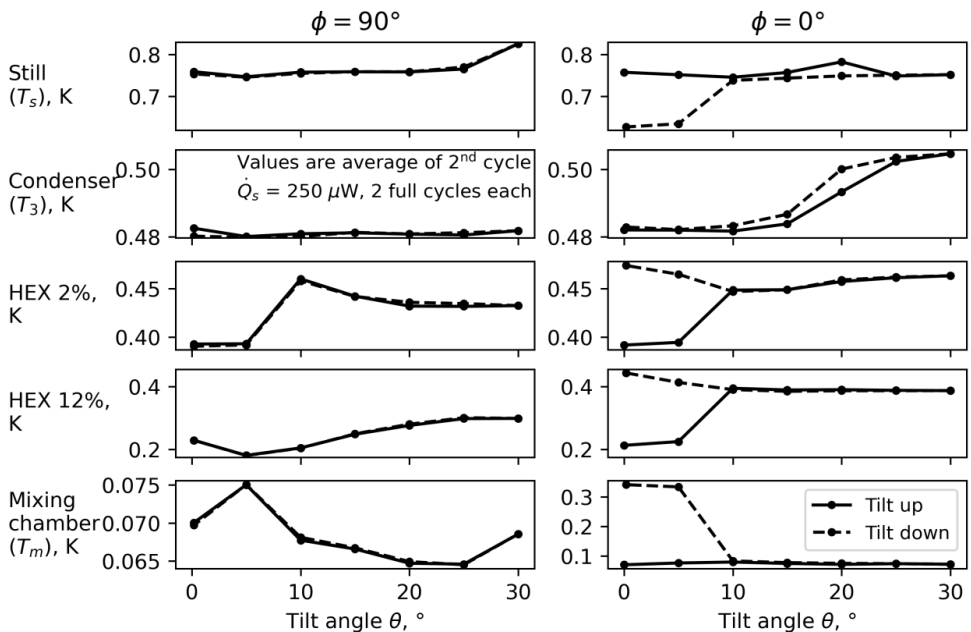 ϕ = 90°
ϕ = 0°
Still
(Tₛ), K
0.8
0.7
0.8
0.7
Condenser
(T₃), K
0.50
0.48
Values are average of 2ⁿᵈ cycle
Q̇ₛ = 250 μW, 2 full cycles each
0.50
0.48
HEX 2%,
K
0.45
0.40
0.45
0.40
HEX 12%,
K
0.4
0.2
0.4
0.2
Mixing
chamber
(Tₘ), K
0.075
0.070
0.065
0.3
0.2
0.1
Tilt up
Tilt down
0 10 20 30
0 10 20 30
Tilt angle θ, °
Tilt angle θ, °